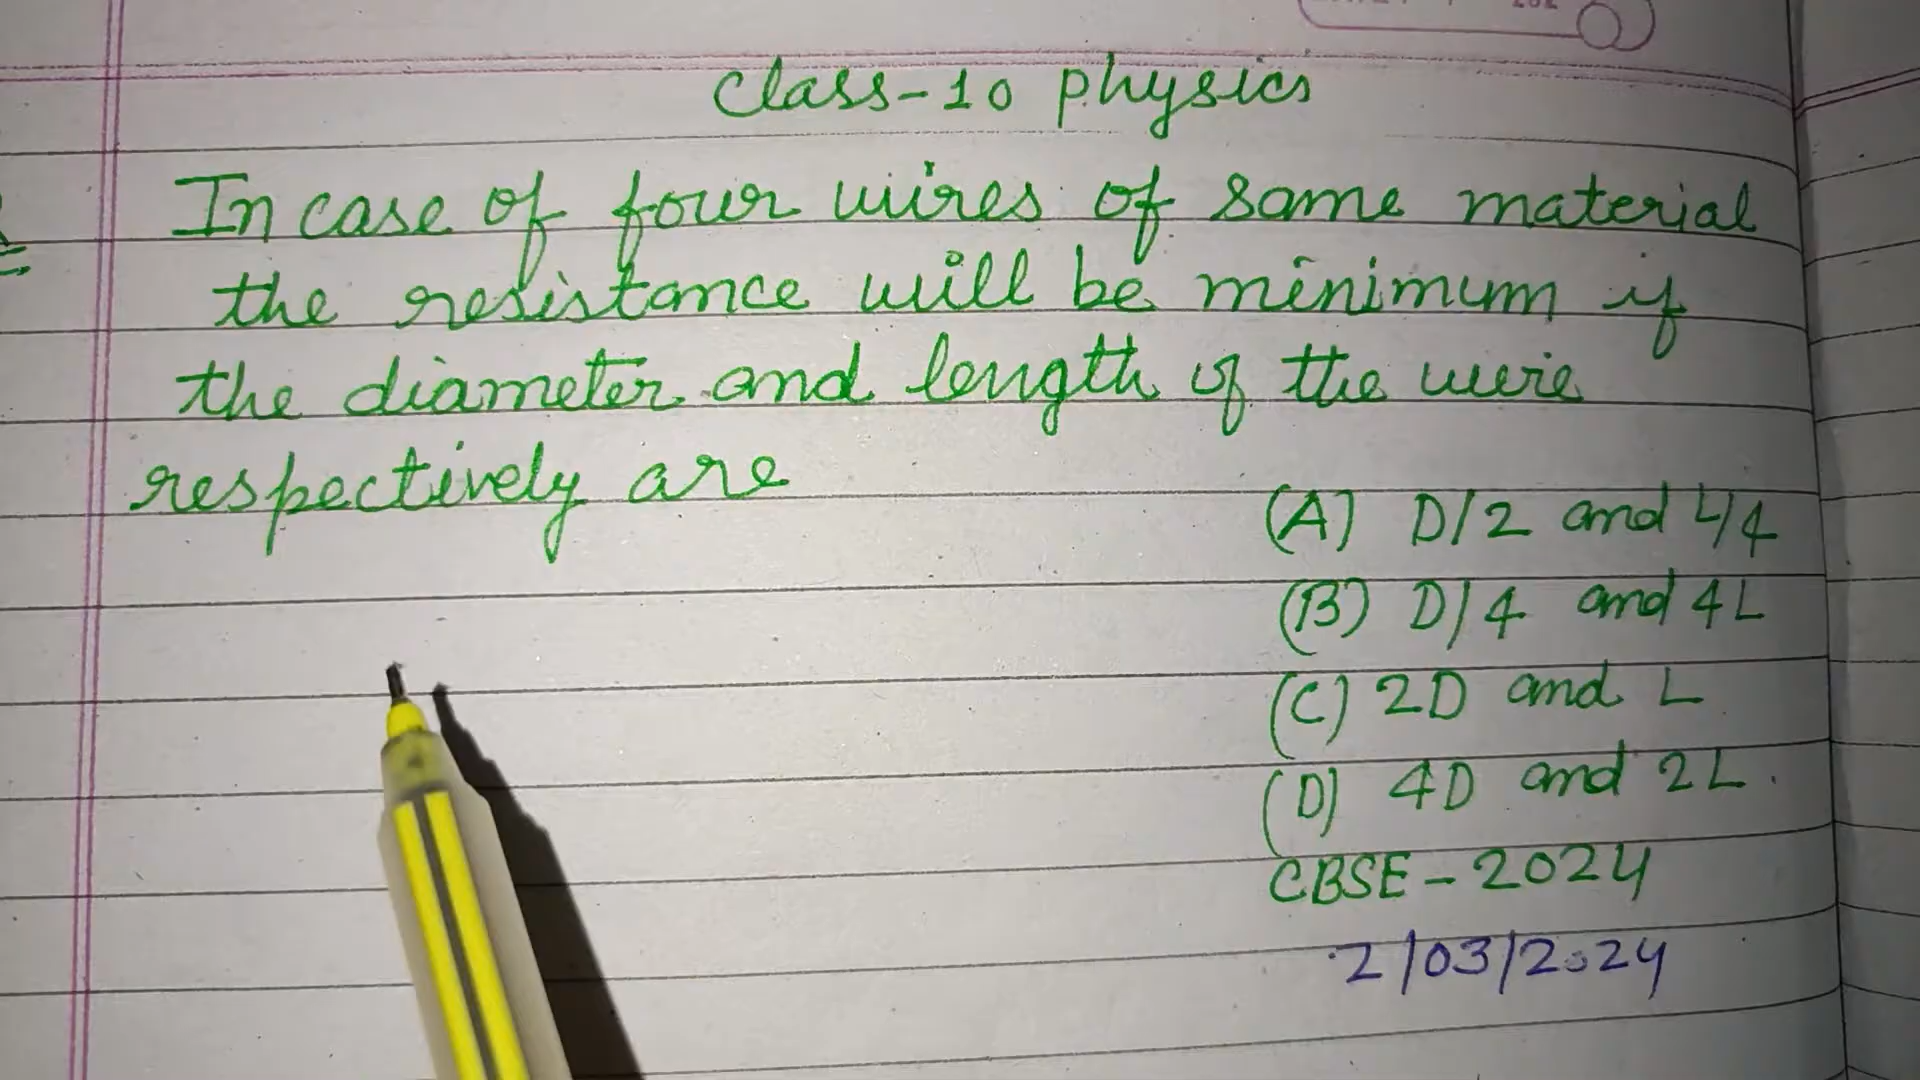 Class-10 physics
In case of four wires of same material
the resistance will be minimum if
the diameter and length of the wire
respectively are
(A) D/2 and L/4
(B) D/4 and 4L
(C) 2D and L
(D) 4D and 2L.
CBSE-2024
2/03/2024